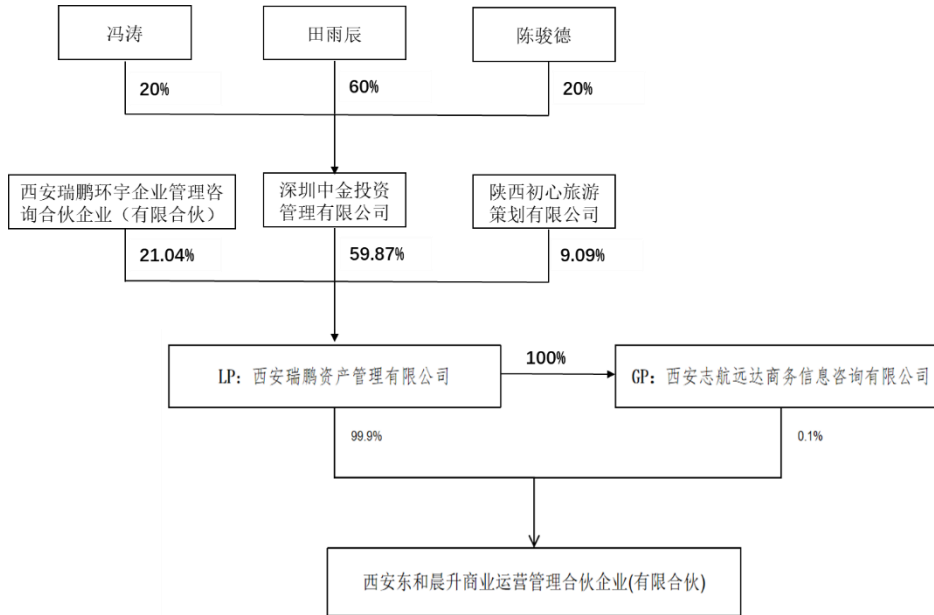 冯涛
田雨辰
陈骏德
20%
60%
20%
西安瑞鹏环宇企业管理咨
询合伙企业（有限合伙）
深圳中金投资
管理有限公司
陕西初心旅游
策划有限公司
21.04%
59.87%
9.09%
LP：西安瑞鹏资产管理有限公司
100%
GP：西安志航远达商务信息咨询有限公司
99.9%
0.1%
西安东和晨升商业运营管理合伙企业(有限合伙)